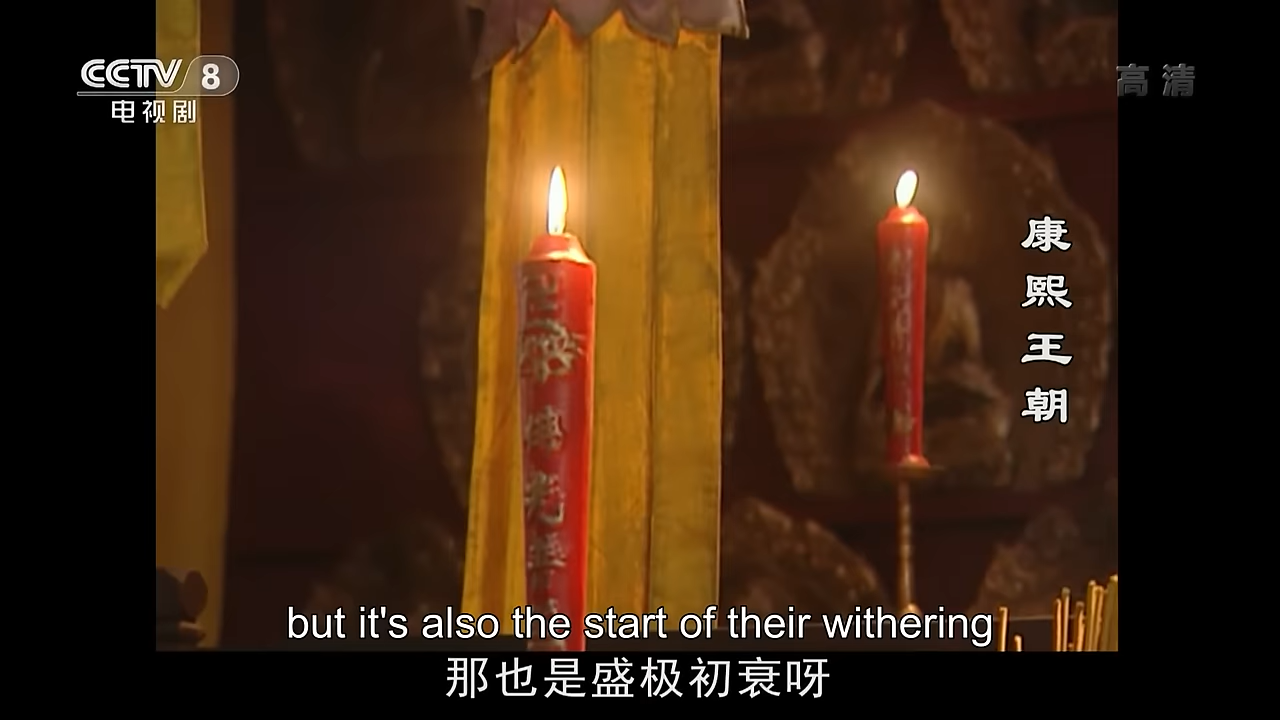 CCTV 8
电视剧
高清
康熙王朝
but it's also the start of their withering
那也是盛极初衰呀